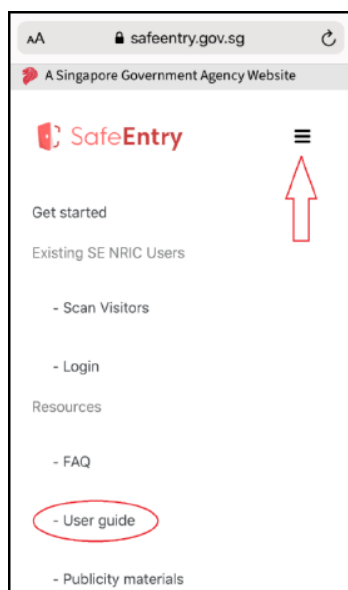 AA safeentry.gov.sg
A Singapore Government Agency Website
SafeEntry
Get started
Existing SE NRIC Users
- Scan Visitors
- Login
Resources
- FAQ
- User guide
- Publicity materials